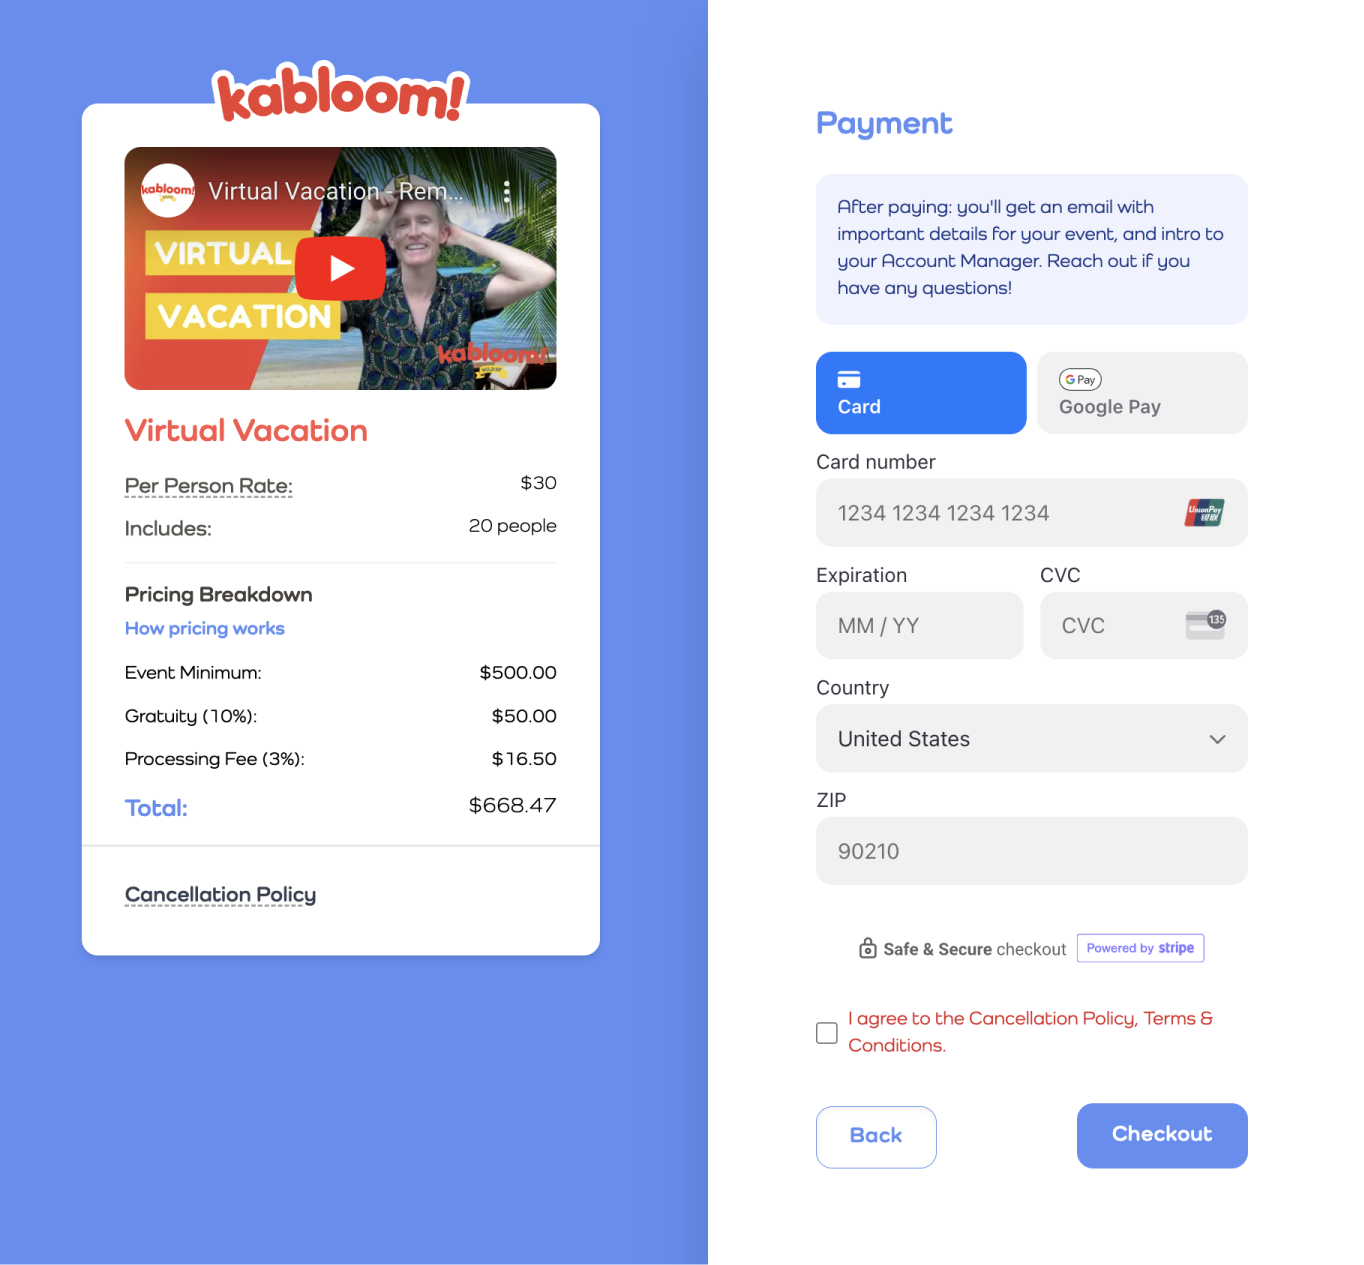 kabloom!
kabloom!
Virtual Vacation - Rem...
VIRTUAL
VACATION
kabloom!
Virtual Vacation
Per Person Rate: $30
Includes: 20 people
Pricing Breakdown
How pricing works
Event Minimum: $500.00
Gratuity (10%): $50.00
Processing Fee (3%): $16.50
Total: $668.47
Cancellation Policy
Payment
After paying: you'll get an email with
important details for your event, and intro to
your Account Manager. Reach out if you
have any questions!
Card
G Pay
Google Pay
Card number
1234 1234 1234 1234
UnionPay
银联
Expiration
CVC
MM / YY
CVC
135
Country
United States
ZIP
90210
Safe & Secure checkout Powered by stripe
I agree to the Cancellation Policy, Terms &
Conditions.
Back
Checkout